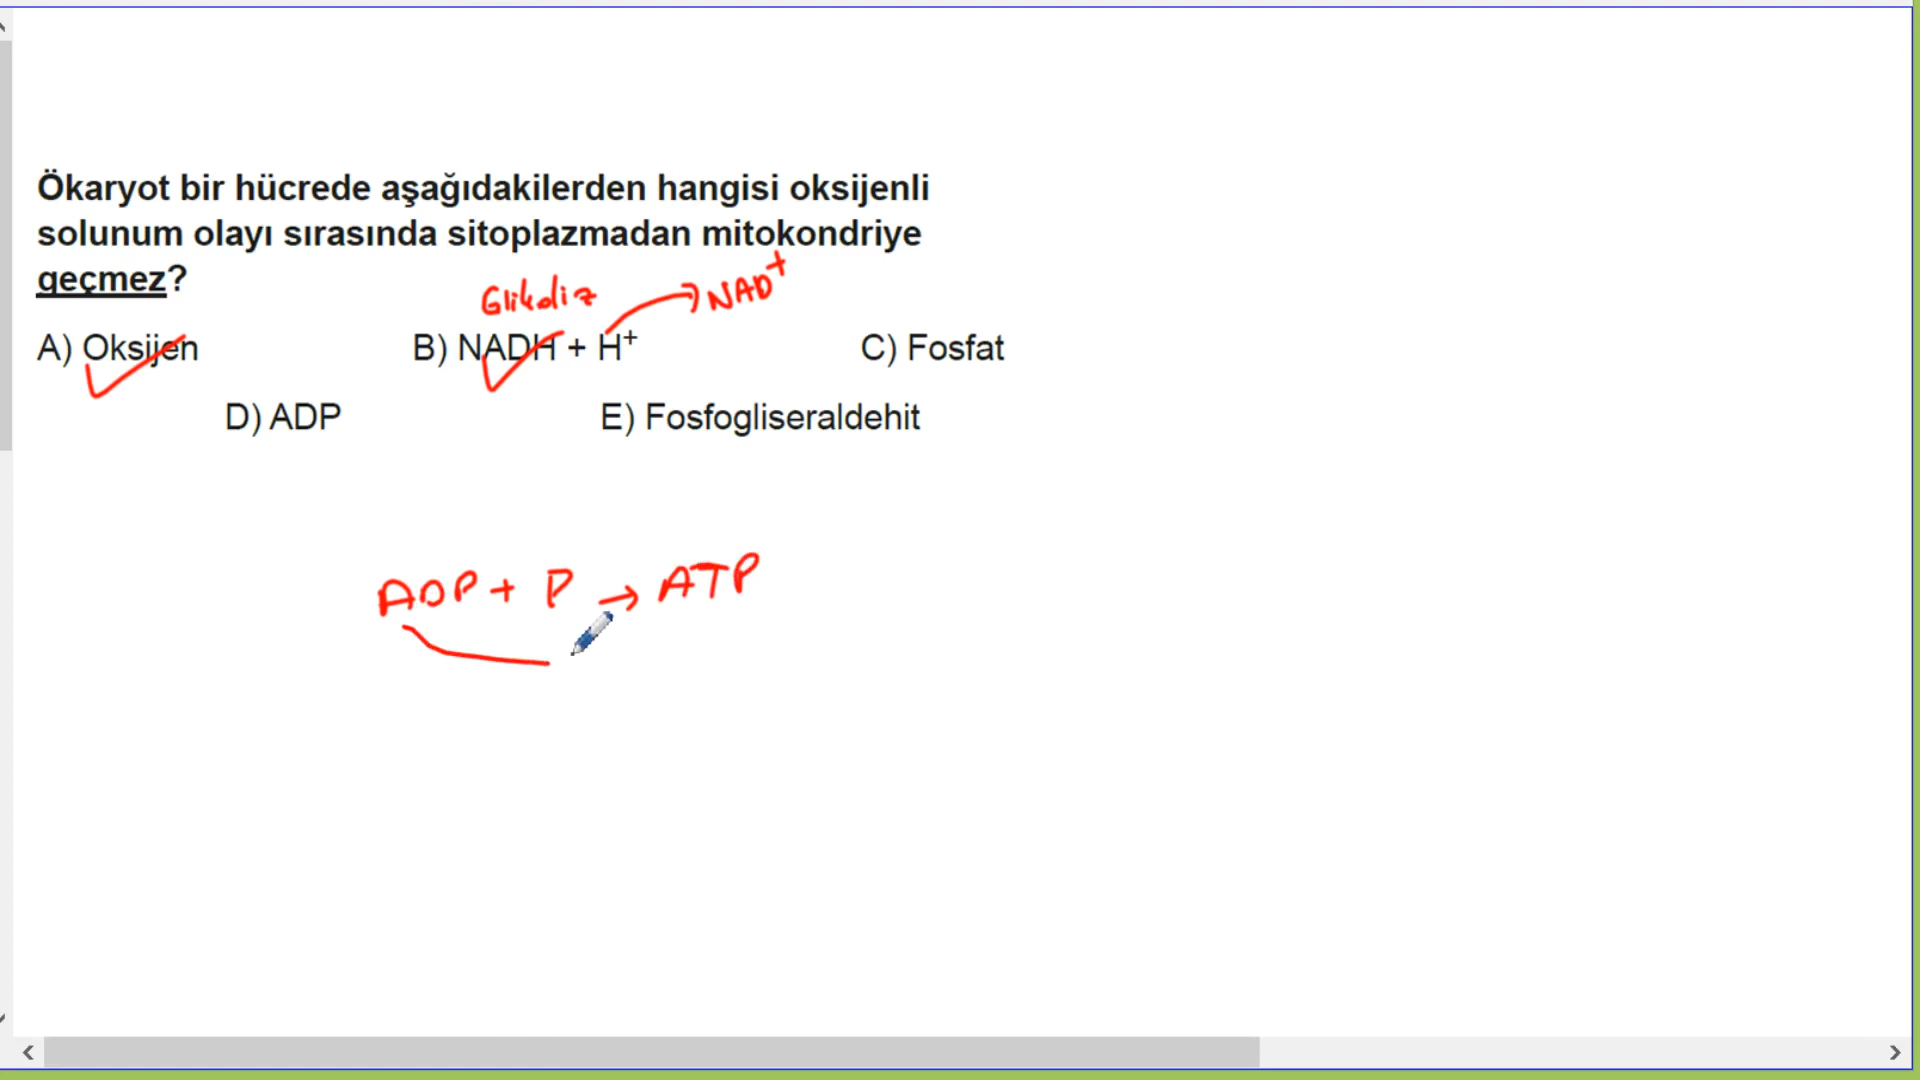 Ökaryot bir hücrede aşağıdakilerden hangisi oksijenli
solunum olayı sırasında sitoplazmadan mitokondriye
geçmez?
Glikoliz
NAD+
A) Oksijen B) NADH + H+ C) Fosfat
D) ADP E) Fosfogliseraldehit
ADP + P → ATP